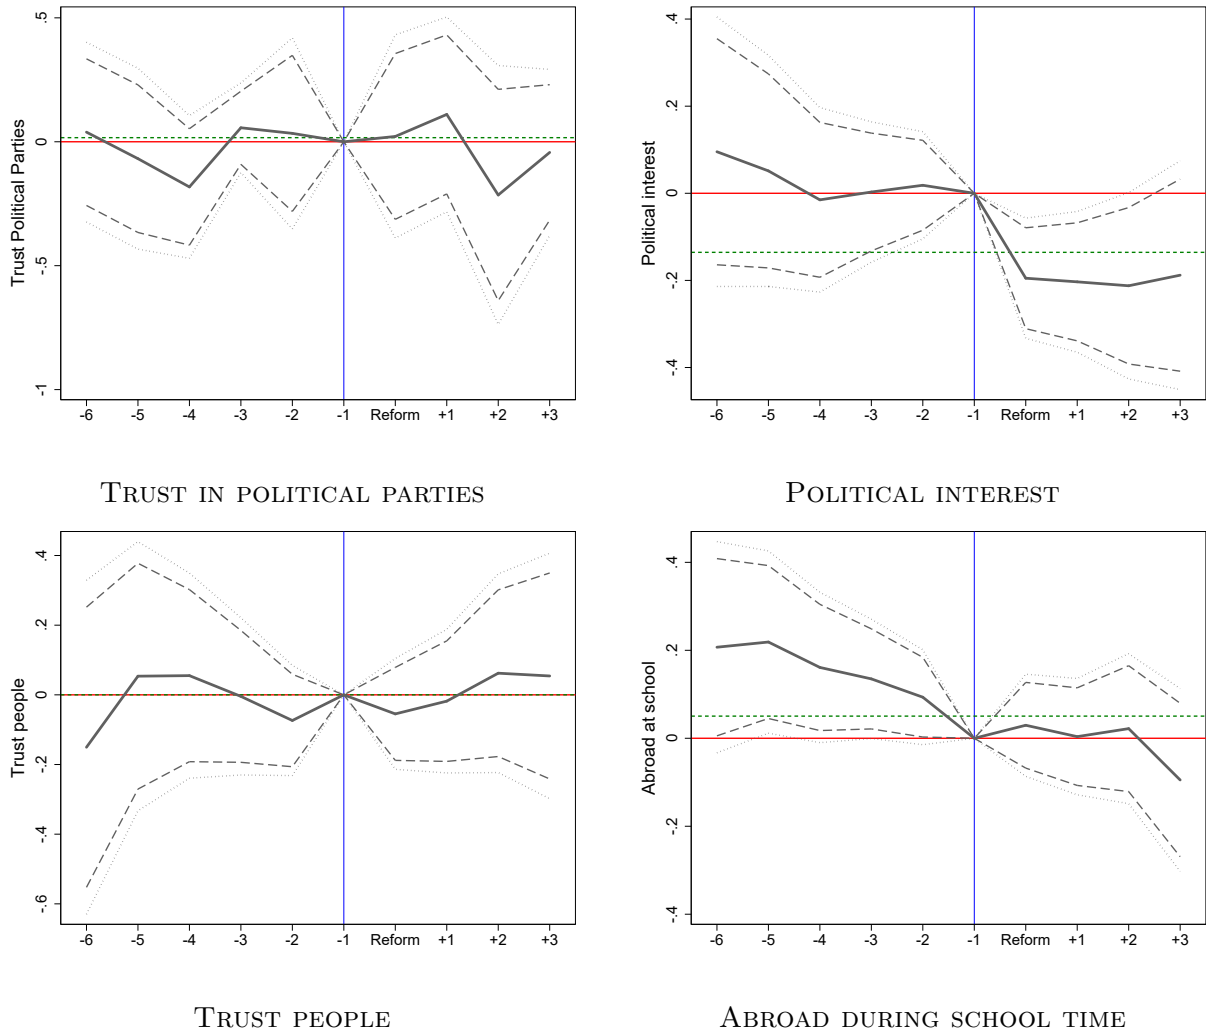 .5
0
-.5
-1
Trust Political Parties
-6 -5 -4 -3 -2 -1 Reform +1 +2 +3
TRUST IN POLITICAL PARTIES
.4
.2
0
-.2
-.4
Political interest
-6 -5 -4 -3 -2 -1 Reform +1 +2 +3
POLITICAL INTEREST
.4
.2
0
-.2
-.4
-.6
Trust people
-6 -5 -4 -3 -2 -1 Reform +1 +2 +3
TRUST PEOPLE
.4
.2
0
-.2
-.4
Abroad at school
-6 -5 -4 -3 -2 -1 Reform +1 +2 +3
ABROAD DURING SCHOOL TIME